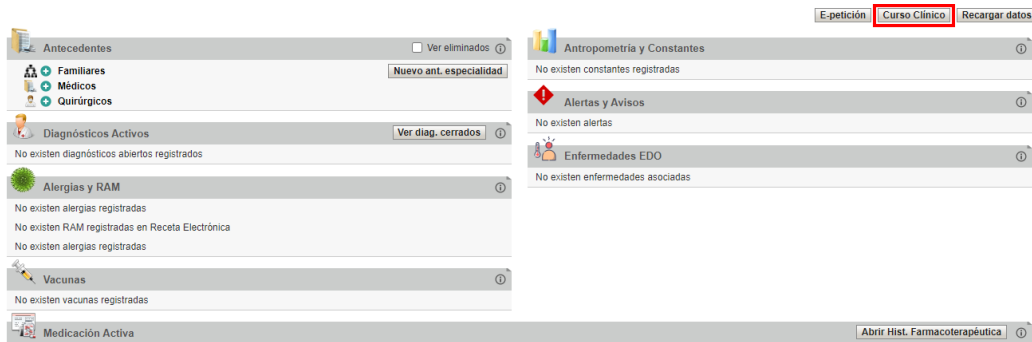 E-petición Curso Clínico Recargar datos
Antecedentes Ver eliminados
Familiares Nuevo ant. especialidad
Médicos
Quirúrgicos
Diagnósticos Activos Ver diag. cerrados
No existen diagnósticos abiertos registrados
Alergias y RAM
No existen alergias registradas
No existen RAM registradas en Receta Electrónica
No existen alergias registradas
Vacunas
No existen vacunas registradas
Antropometría y Constantes
No existen constantes registradas
Alertas y Avisos
No existen alertas
Enfermedades EDO
No existen enfermedades asociadas
Medicación Activa Abrir Hist. Farmacoterapéutica